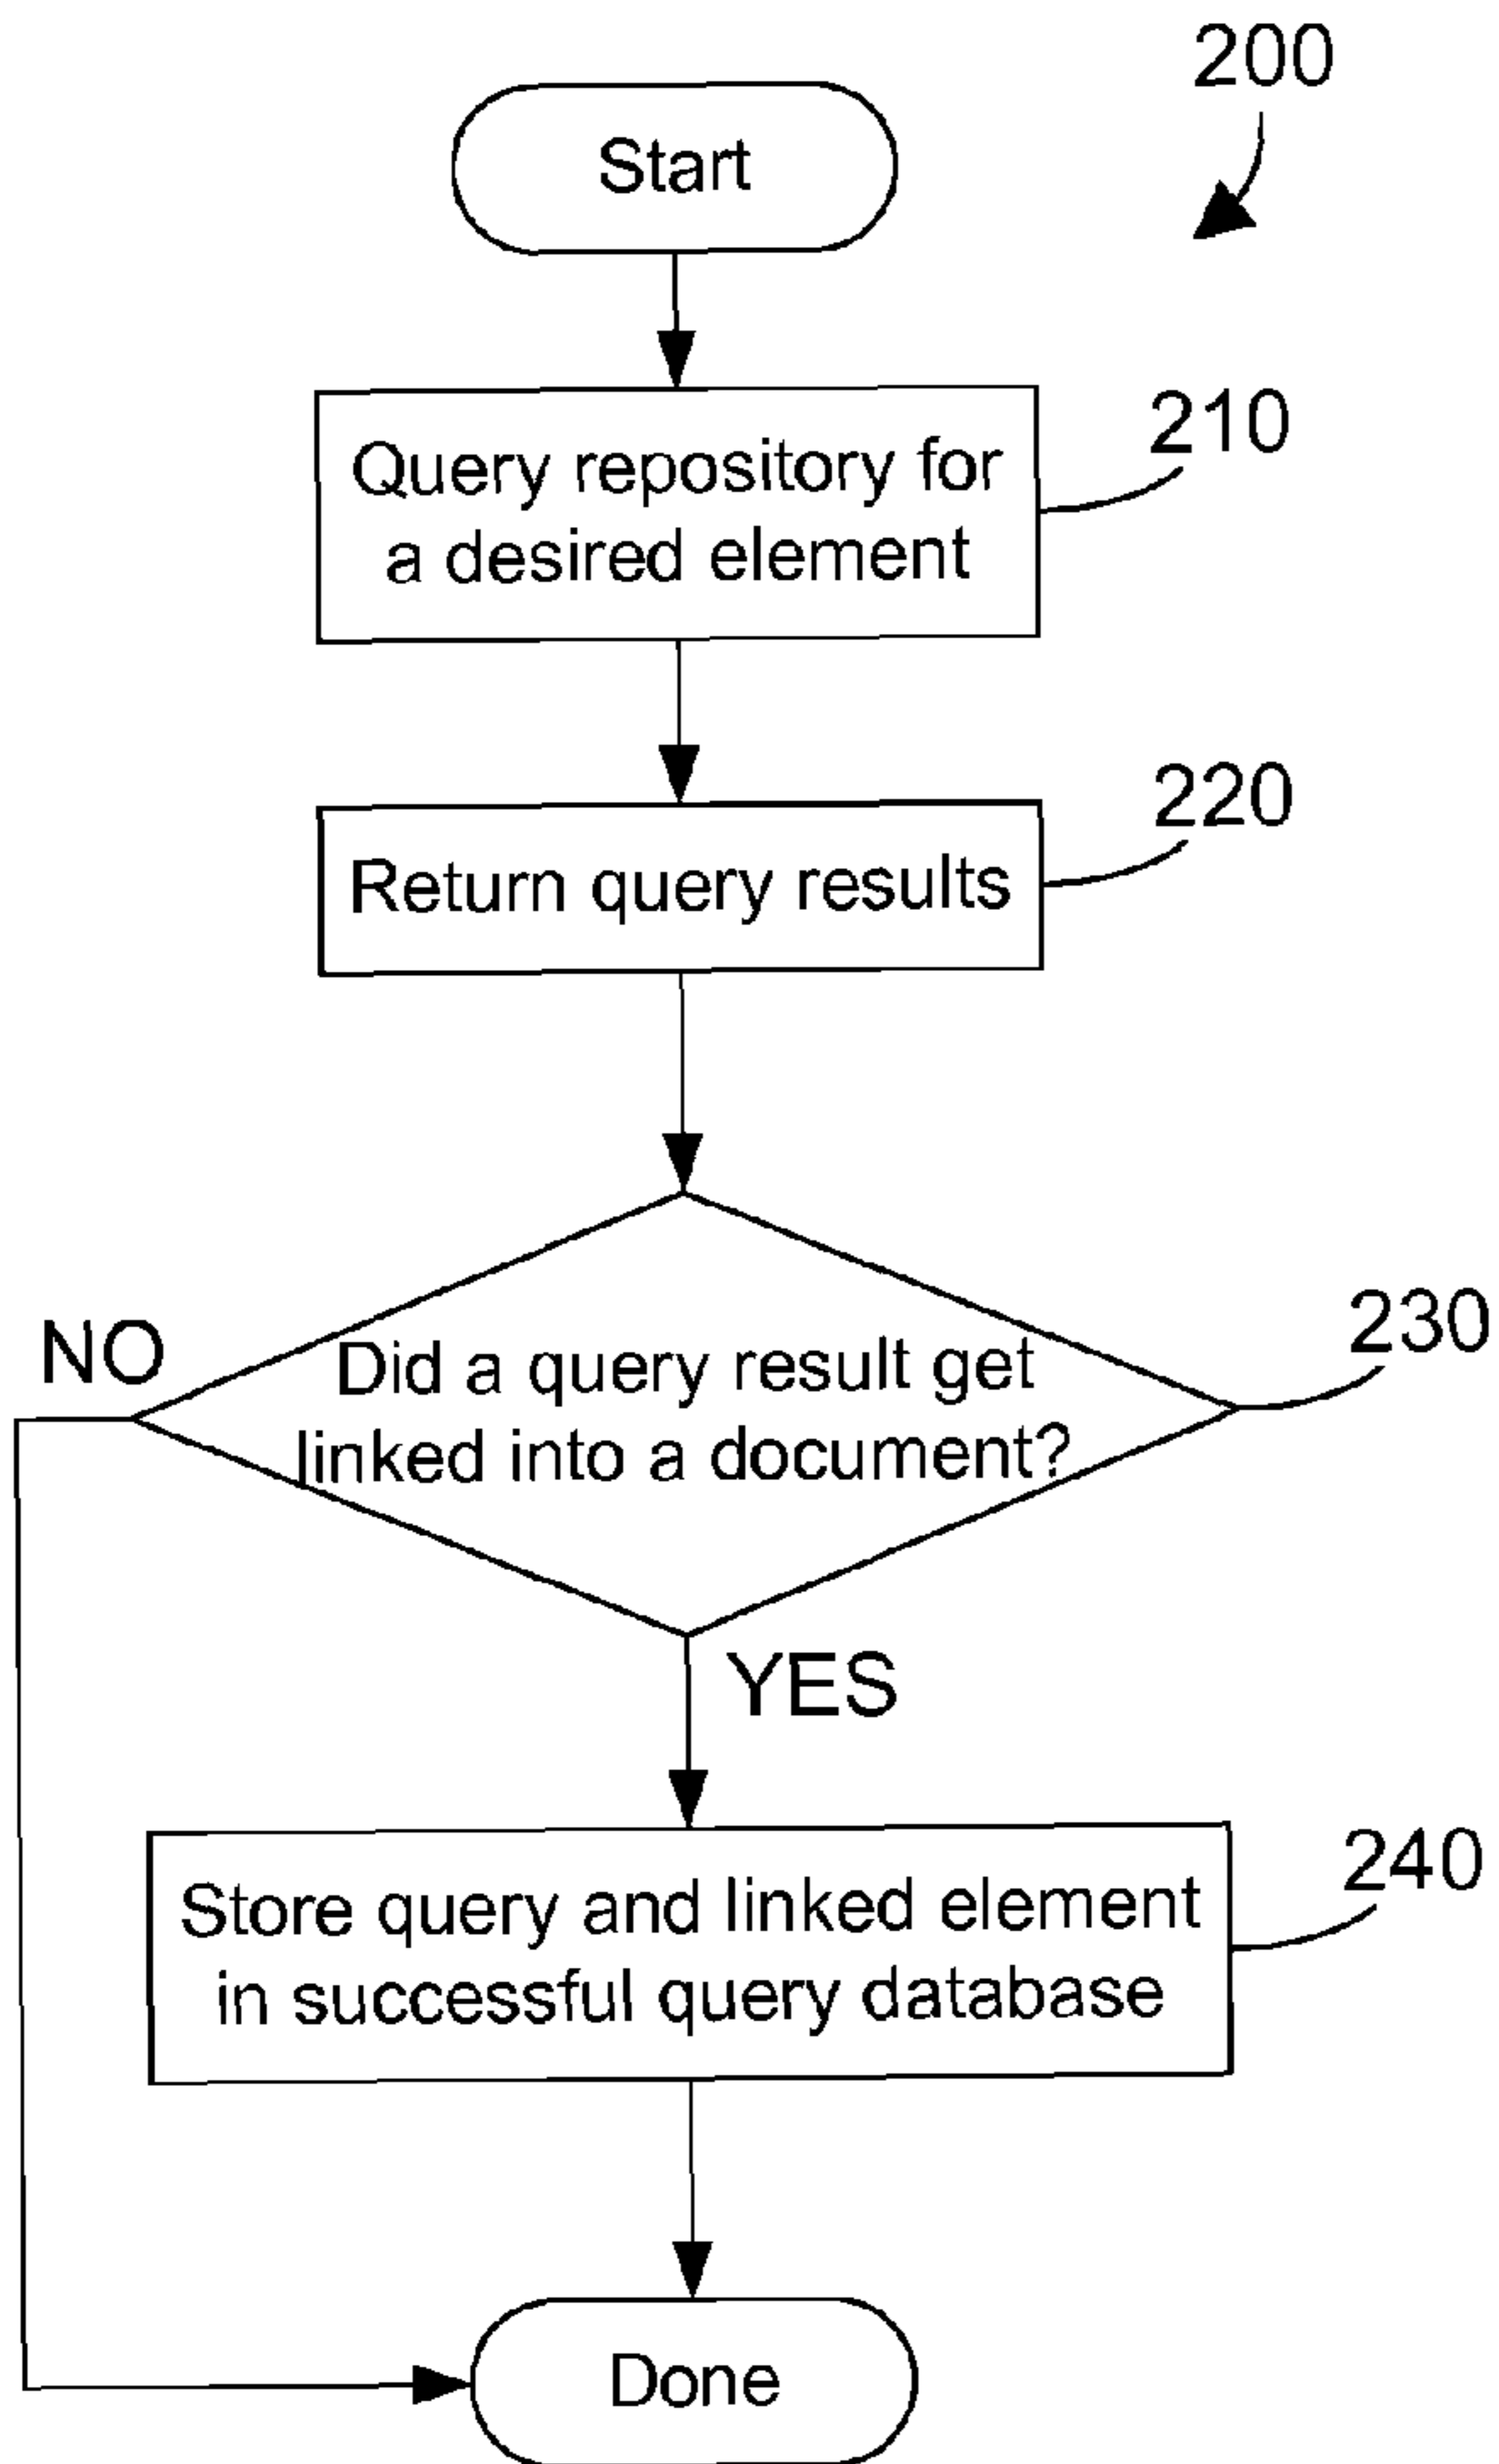 200
Start
Query repository for
a desired element
210
Return query results
220
NO
Did a query result get
linked into a document?
230
YES
Store query and linked element
in successful query database
240
Done